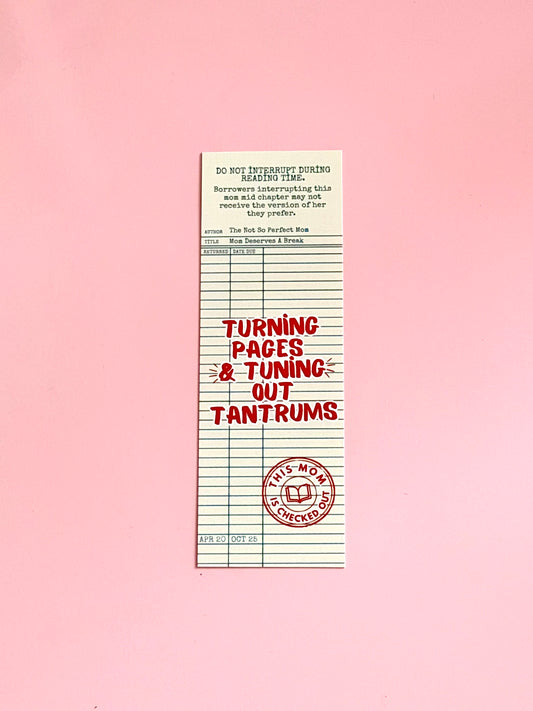 DO NOT INTERRUPT DURING
READING TIME.
Borrowers interrupting this
mom mid chapter may not
receive the version of her
they prefer.
AUTHOR The Not So Perfect Mom
TITLE Mom Deserves A Break
RETURNED DATE DUE
TURNING
PAGES
& TUNING
OUT
TANTRUMS
THIS MOM
IS CHECKED OUT
APR 20 OCT 25